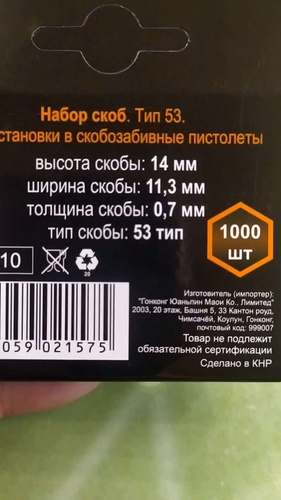 Набор скоб. Тип 53.
становки в скобозабивные пистолеты
высота скобы: 14 мм
ширина скобы: 11,3 мм
толщина скобы: 0,7 мм
тип скобы: 53 тип
1000
шт
10
20
Изготовитель (импортер):
"Гонконг Юаньлин Маои Ко., Лимитед"
2003, 20 этаж, Башня 5, 33 Кантон роуд,
Чимсачёй, Коулун, Гонконг,
почтовый код: 999007
059021575
Товар не подлежит
обязательной сертификации
Сделано в КНР